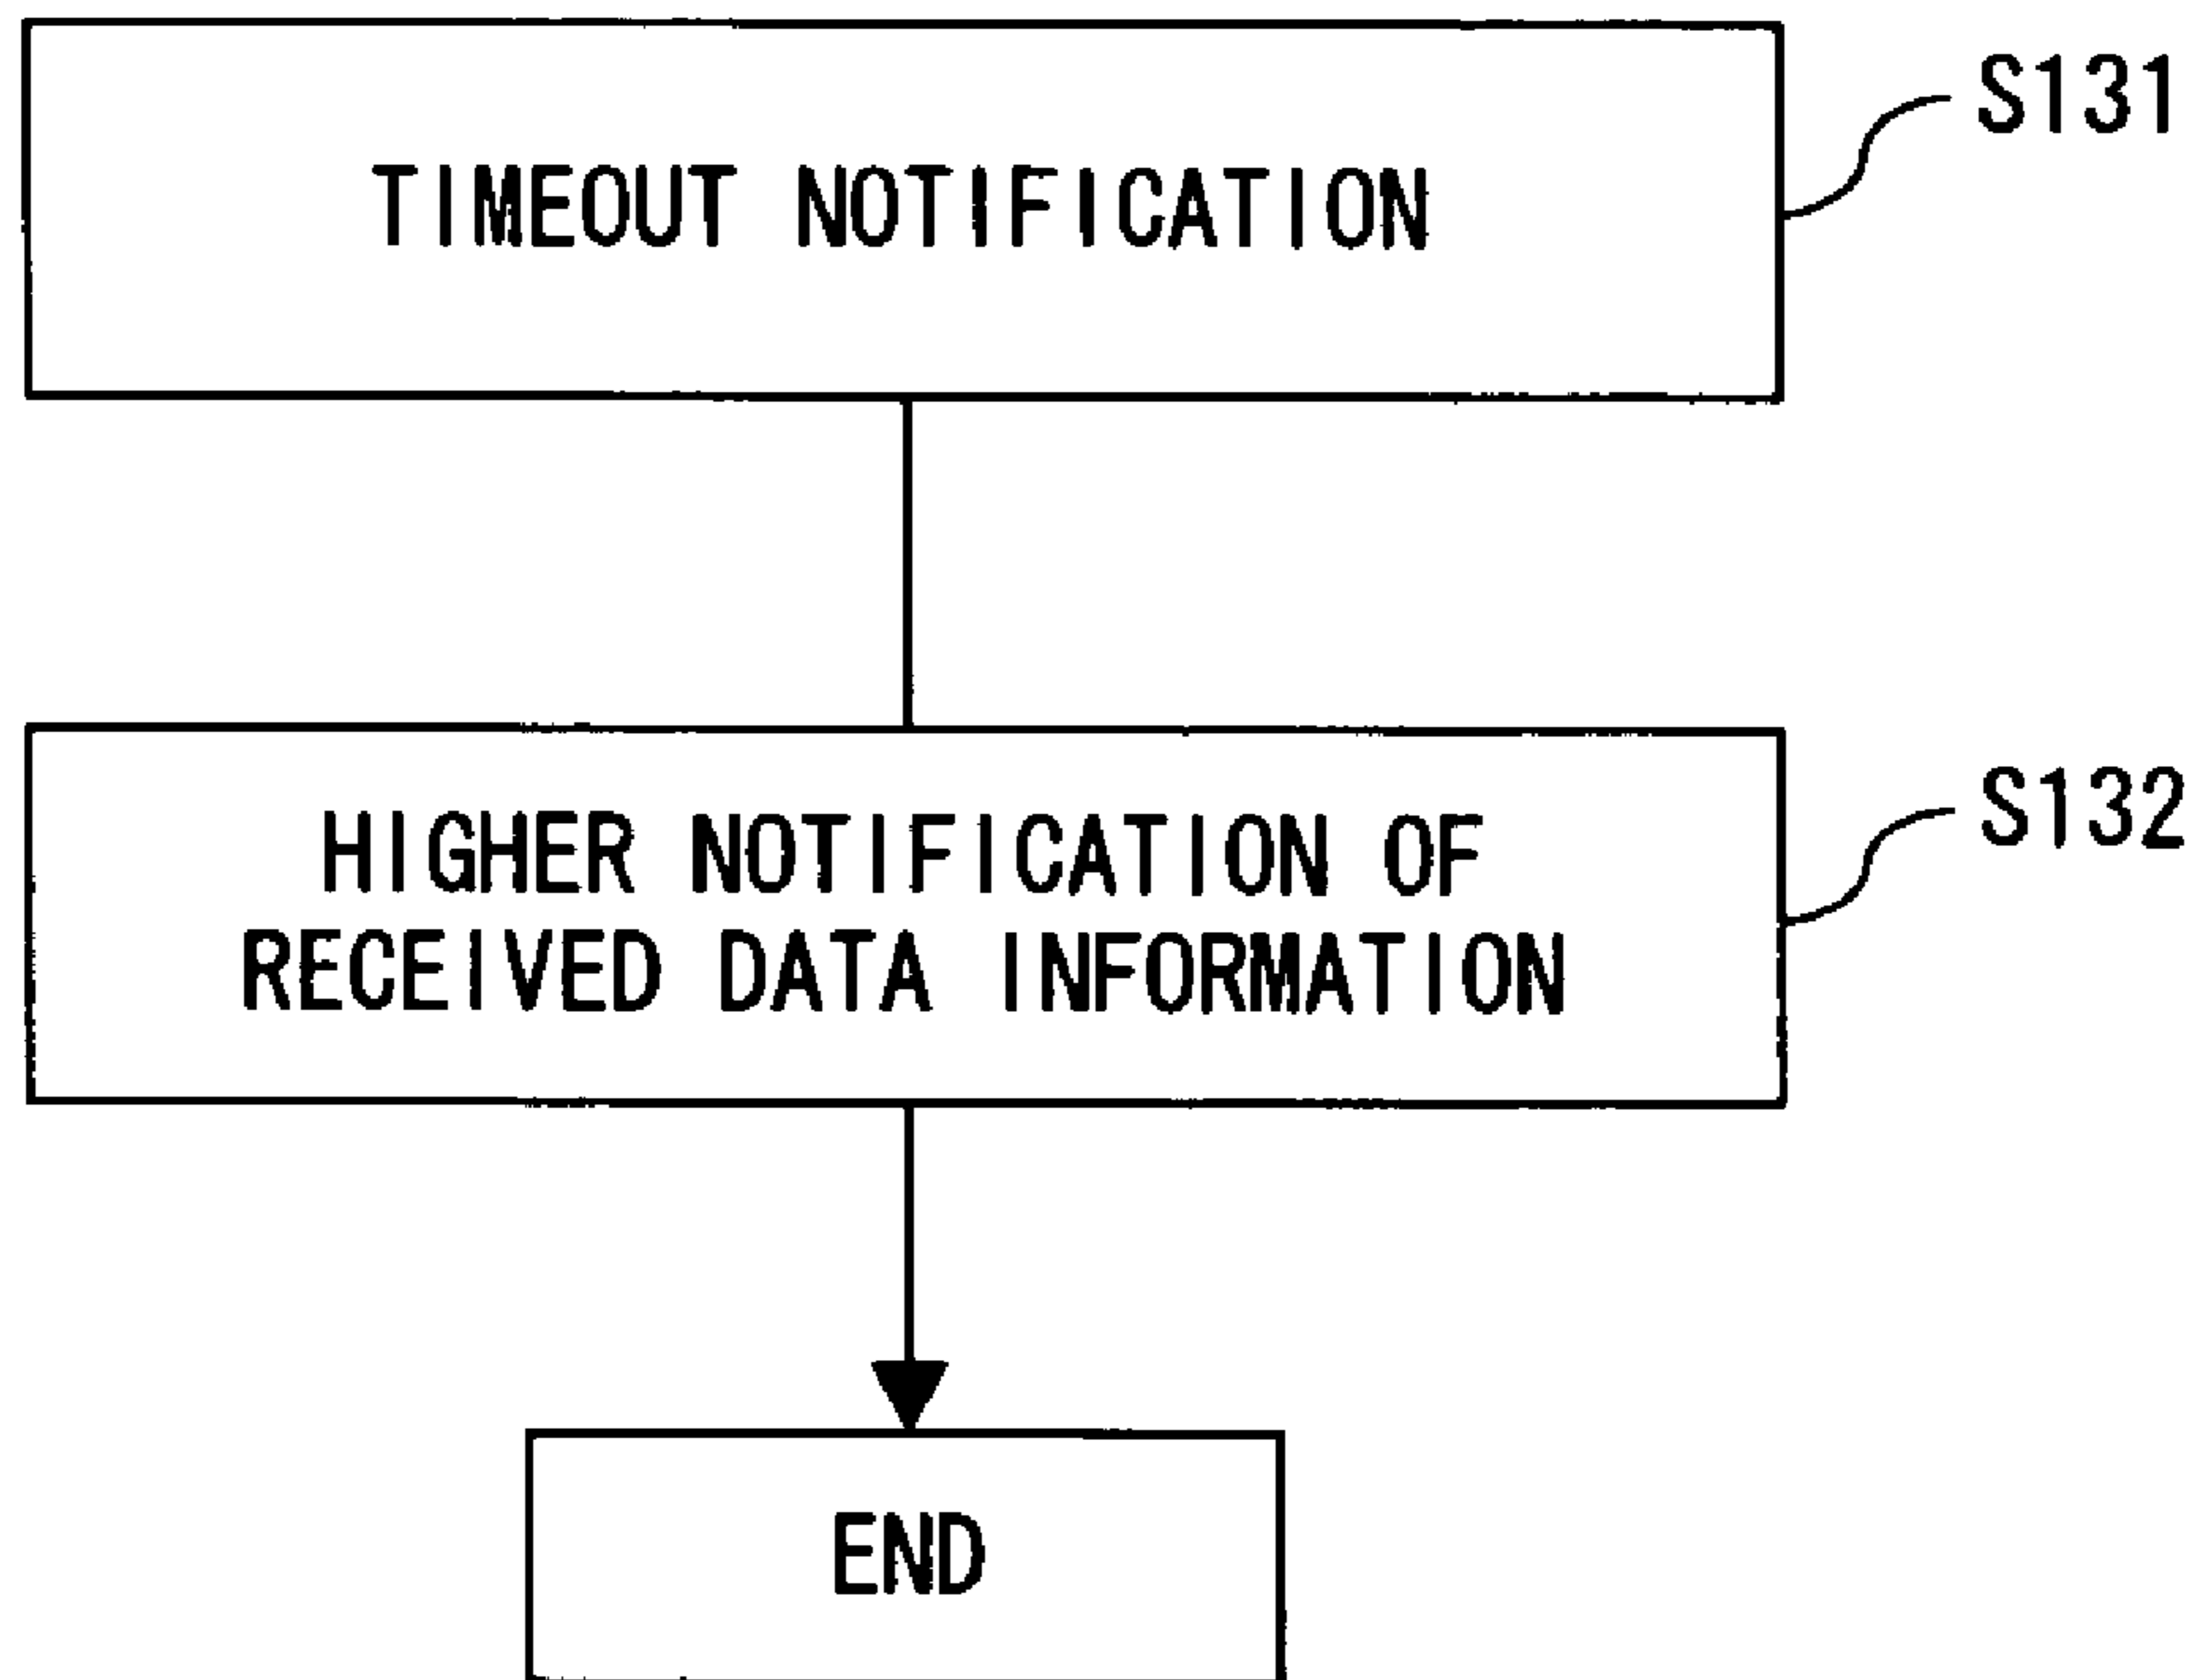 TIMEOUT NOTIFICATION
S131
HIGHER NOTIFICATION OF
RECEIVED DATA INFORMATION
S132
END